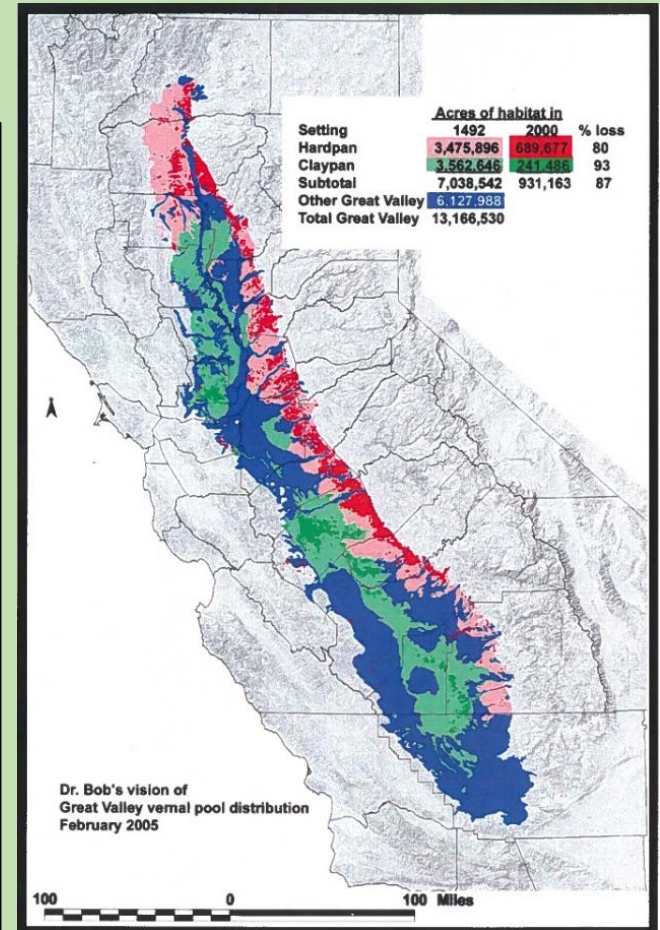 Acres of habitat in
Setting 1492 2000 % loss
Hardpan 3,475,896 689,677 80
Claypan 3,562,646 241,486 93
Subtotal 7,038,542 931,163 87
Other Great Valley 6,127,988
Total Great Valley 13,166,530
Dr. Bob's vision of
Great Valley vernal pool distribution
February 2005
100 0 100 Miles